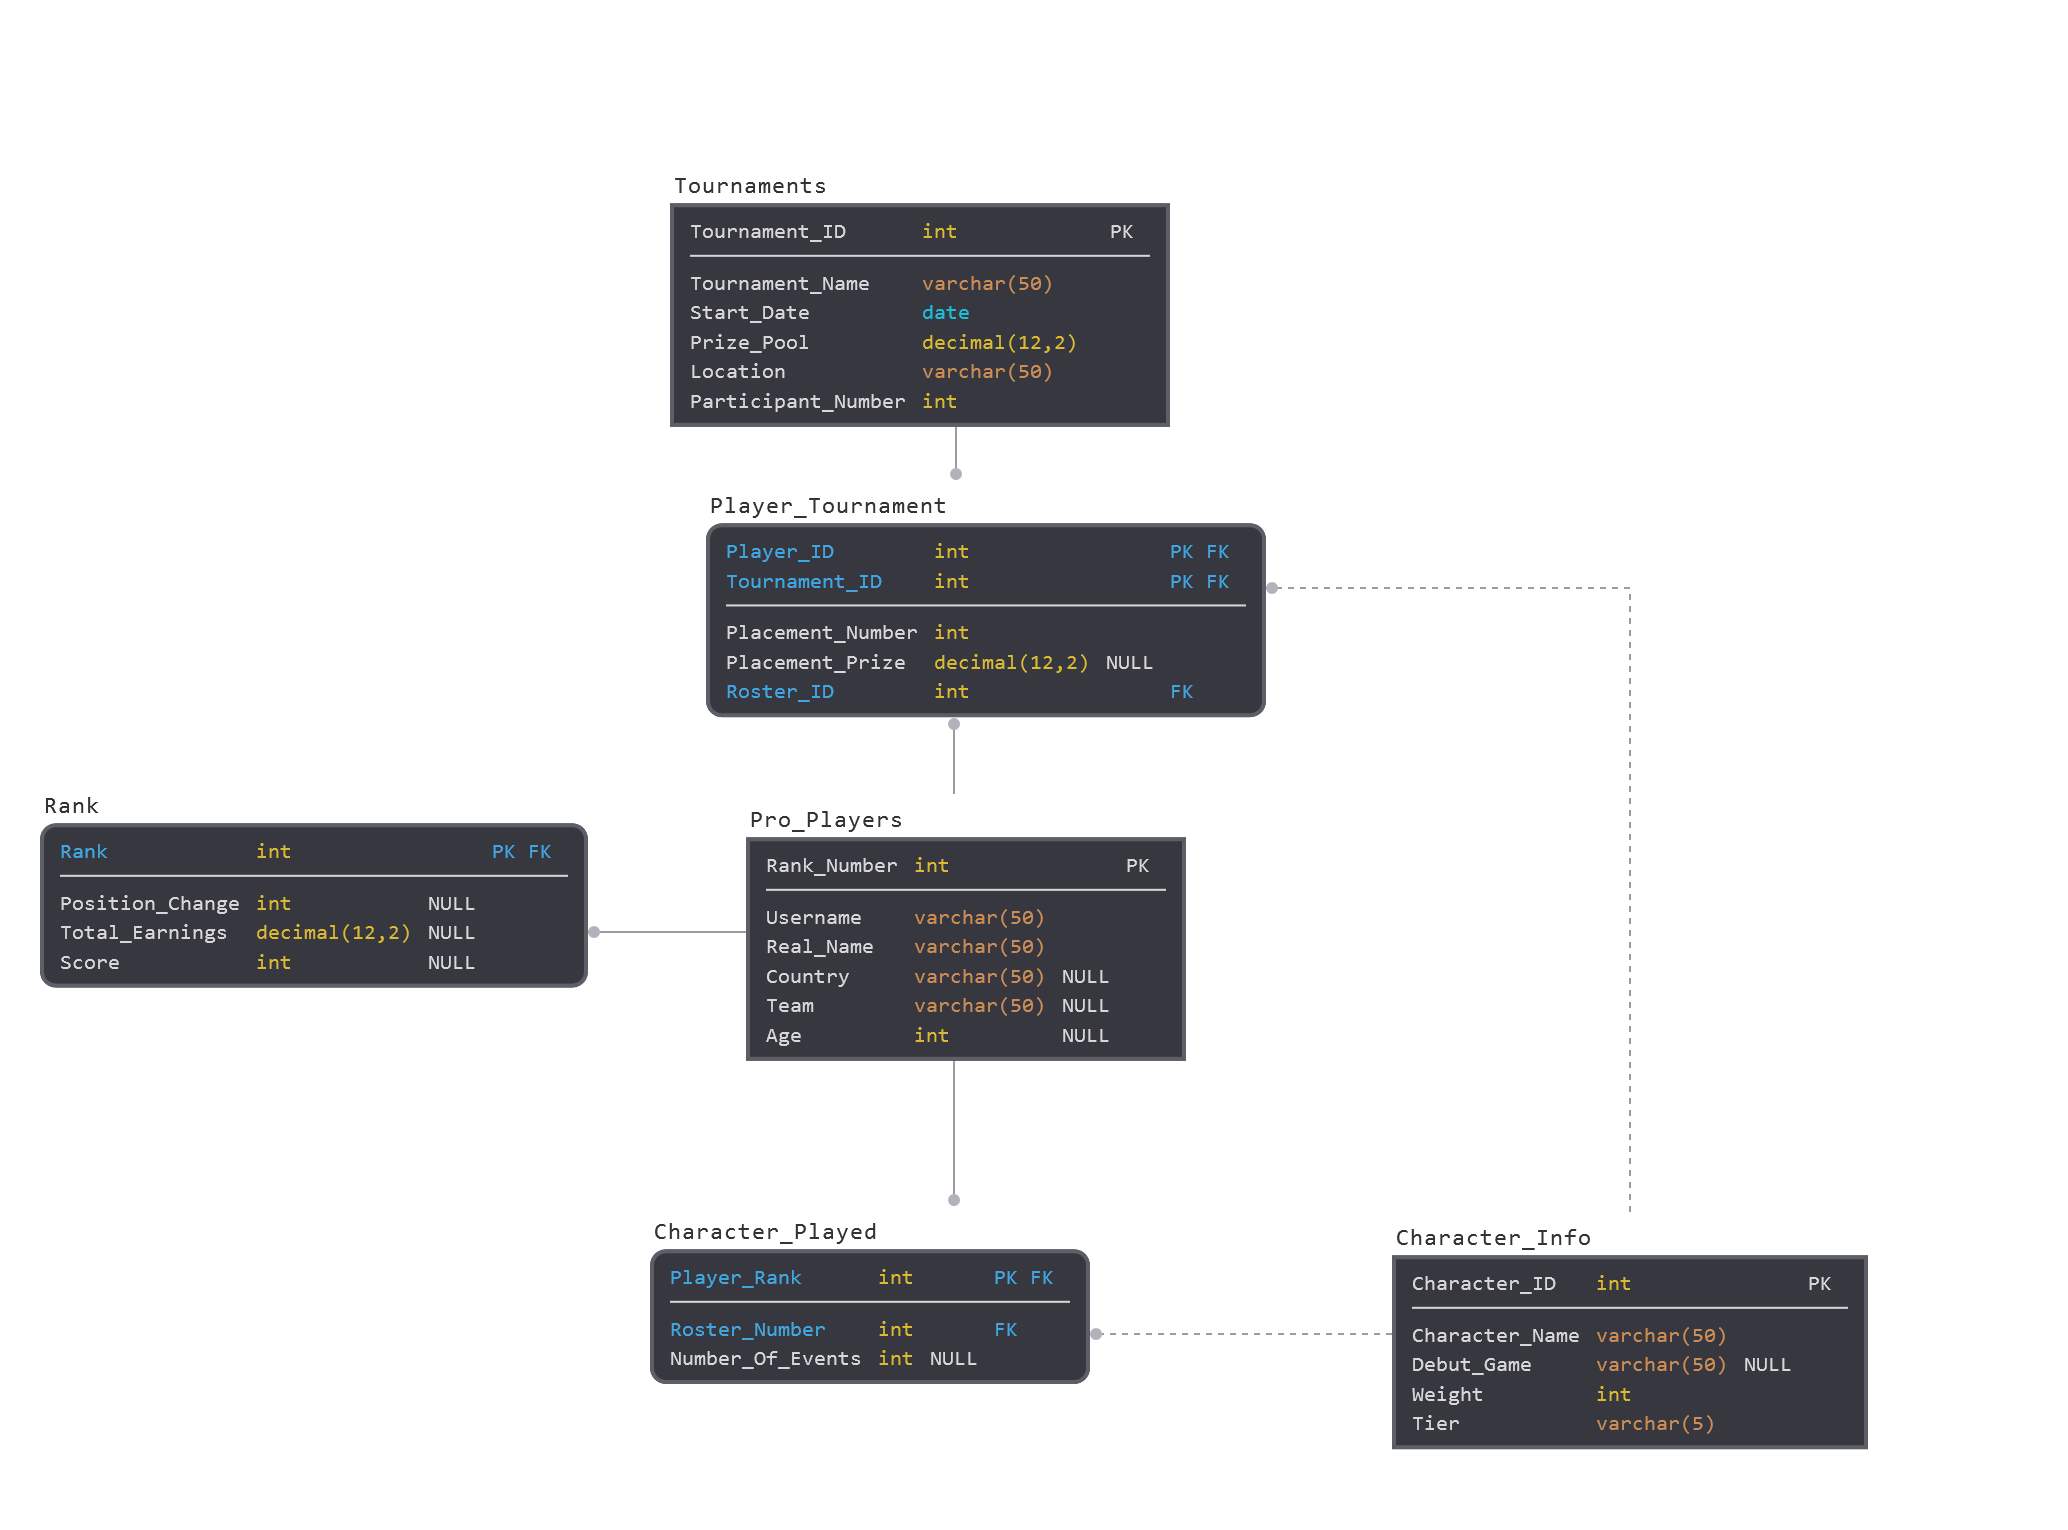 Tournaments
Tournament_ID int PK
Tournament_Name varchar(50)
Start_Date date
Prize_Pool decimal(12,2)
Location varchar(50)
Participant_Number int
Player_Tournament
Player_ID int PK FK
Tournament_ID int PK FK
Placement_Number int
Placement_Prize decimal(12,2) NULL
Roster_ID int FK
Rank
Rank int PK FK
Position_Change int NULL
Total_Earnings decimal(12,2) NULL
Score int NULL
Pro_Players
Rank_Number int PK
Username varchar(50)
Real_Name varchar(50)
Country varchar(50) NULL
Team varchar(50) NULL
Age int NULL
Character_Played
Player_Rank int PK FK
Roster_Number int FK
Number_Of_Events int NULL
Character_Info
Character_ID int PK
Character_Name varchar(50)
Debut_Game varchar(50) NULL
Weight int
Tier varchar(5)